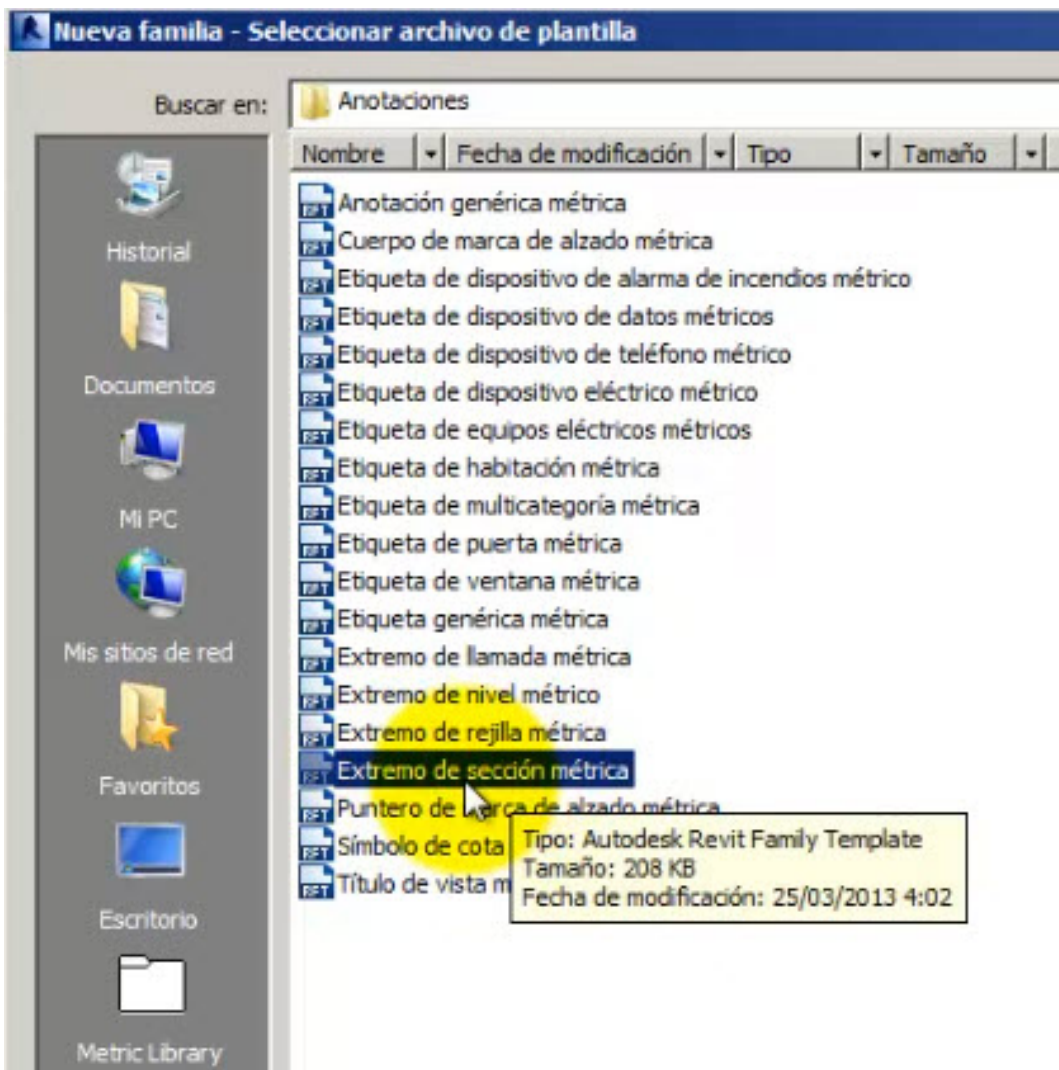 Nueva familia - Seleccionar archivo de plantilla
Buscar en: Anotaciones
Nombre Fecha de modificación Tipo Tamaño
Historial
Documentos
Mi PC
Mis sitios de red
Favoritos
Escritorio
Metric Library
Anotación genérica métrica
Cuerpo de marca de alzado métrica
Etiqueta de dispositivo de alarma de incendios métrico
Etiqueta de dispositivo de datos métricos
Etiqueta de dispositivo de teléfono métrico
Etiqueta de dispositivo eléctrico métrico
Etiqueta de equipos eléctricos métricos
Etiqueta de habitación métrica
Etiqueta de multicategoría métrica
Etiqueta de puerta métrica
Etiqueta de ventana métrica
Etiqueta genérica métrica
Extremo de llamada métrica
Extremo de nivel métrico
Extremo de rejilla métrica
Extremo de sección métrica
Puntero de marca de alzado métrica
Símbolo de cota
Título de vista m
Tipo: Autodesk Revit Family Template
Tamaño: 208 KB
Fecha de modificación: 25/03/2013 4:02